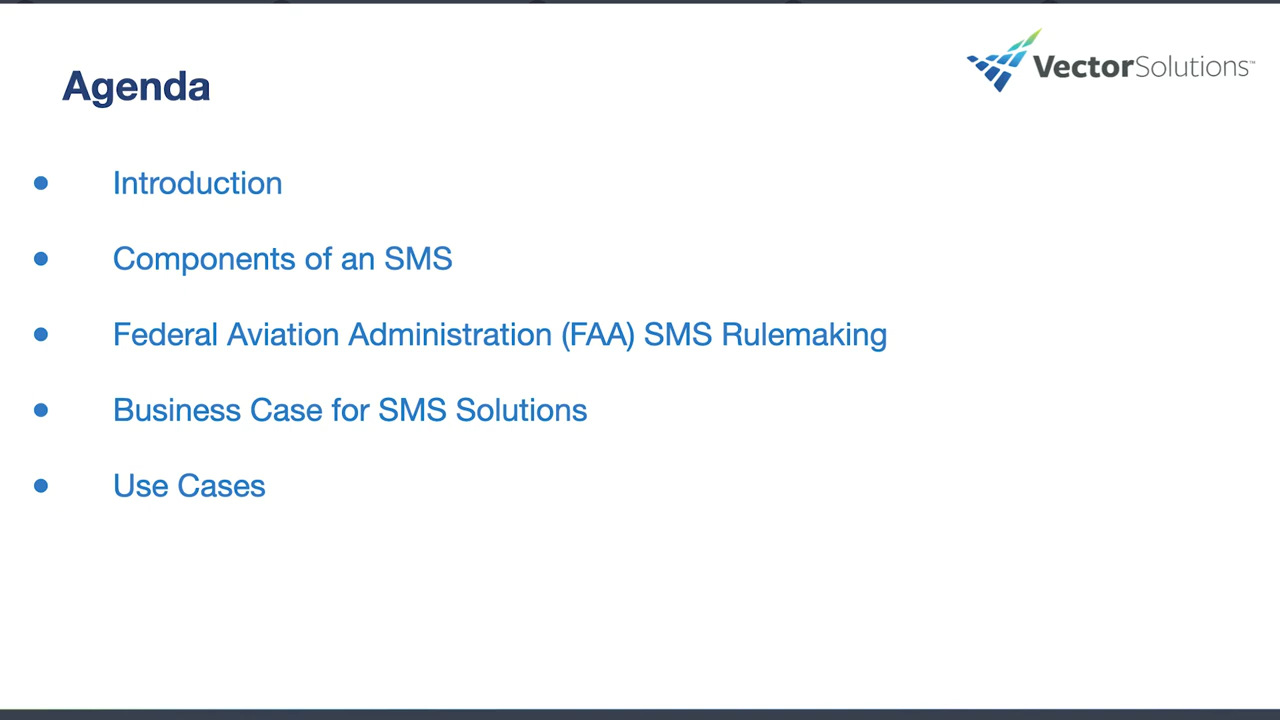 VectorSolutions™
Agenda
• Introduction
• Components of an SMS
• Federal Aviation Administration (FAA) SMS Rulemaking
• Business Case for SMS Solutions
• Use Cases